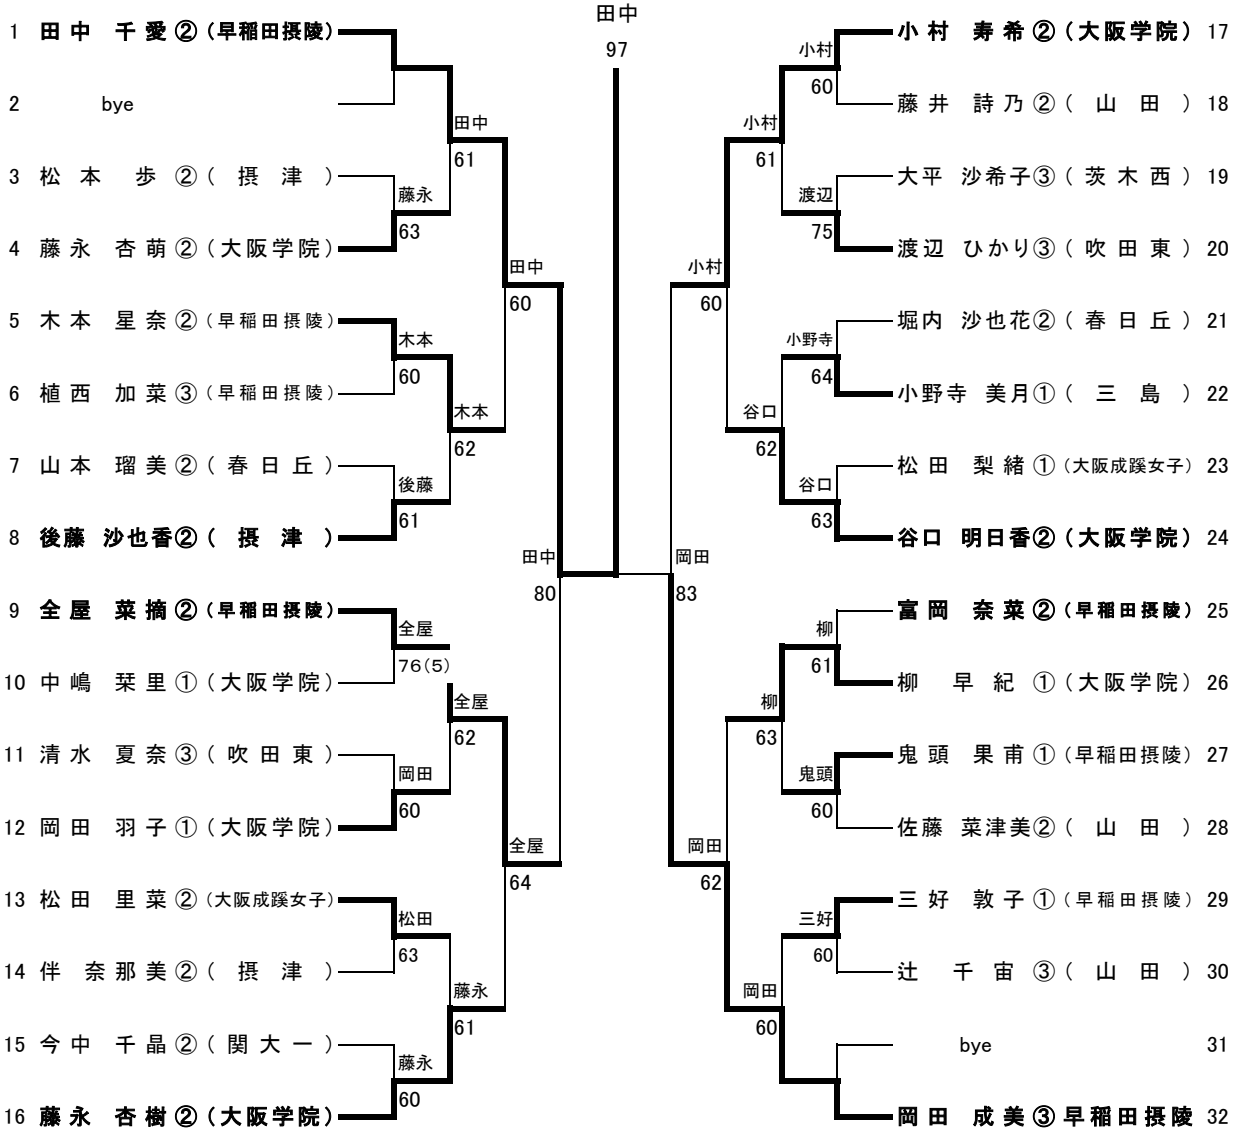 田中
97
1 田中 千愛② (早稲田摂陵)
2 bye
3 松本 歩② (摂津)
4 藤永 杏萌② (大阪学院)
5 木本 星奈② (早稲田摂陵)
6 植西 加菜③ (早稲田摂陵)
7 山本 瑠美② (春日丘)
8 後藤 沙也香② (摂津)
9 全屋 菜摘② (早稲田摂陵)
10 中嶋 栞里① (大阪学院)
11 清水 夏奈③ (吹田東)
12 岡田 羽子① (大阪学院)
13 松田 里菜② (大阪成蹊女子)
14 伴 奈那美② (摂津)
15 今中 千晶② (関大一)
16 藤永 杏樹② (大阪学院)
藤永
63
木本
60
後藤
61
全屋
76(5)
岡田
60
松田
63
藤永
60
田中
61
木本
62
全屋
62
藤永
61
田中
60
全屋
64
田中
80
岡田
83
小村
60
岡田
62
小村
61
谷口
62
柳
63
岡田
60
小村
60
渡辺
75
小野寺
64
谷口
63
柳
61
鬼頭
60
三好
60
小村 寿希② (大阪学院) 17
藤井 詩乃② (山田) 18
大平 沙希子③ (茨木西) 19
渡辺 ひかり③ (吹田東) 20
堀内 沙也花② (春日丘) 21
小野寺 美月① (三島) 22
松田 梨緒① (大阪成蹊女子) 23
谷口 明日香② (大阪学院) 24
富岡 奈菜② (早稲田摂陵) 25
柳 早紀① (大阪学院) 26
鬼頭 果甫① (早稲田摂陵) 27
佐藤 菜津美② (山田) 28
三好 敦子① (早稲田摂陵) 29
辻 千宙③ (山田) 30
bye 31
岡田 成美③ 早稲田摂陵 32